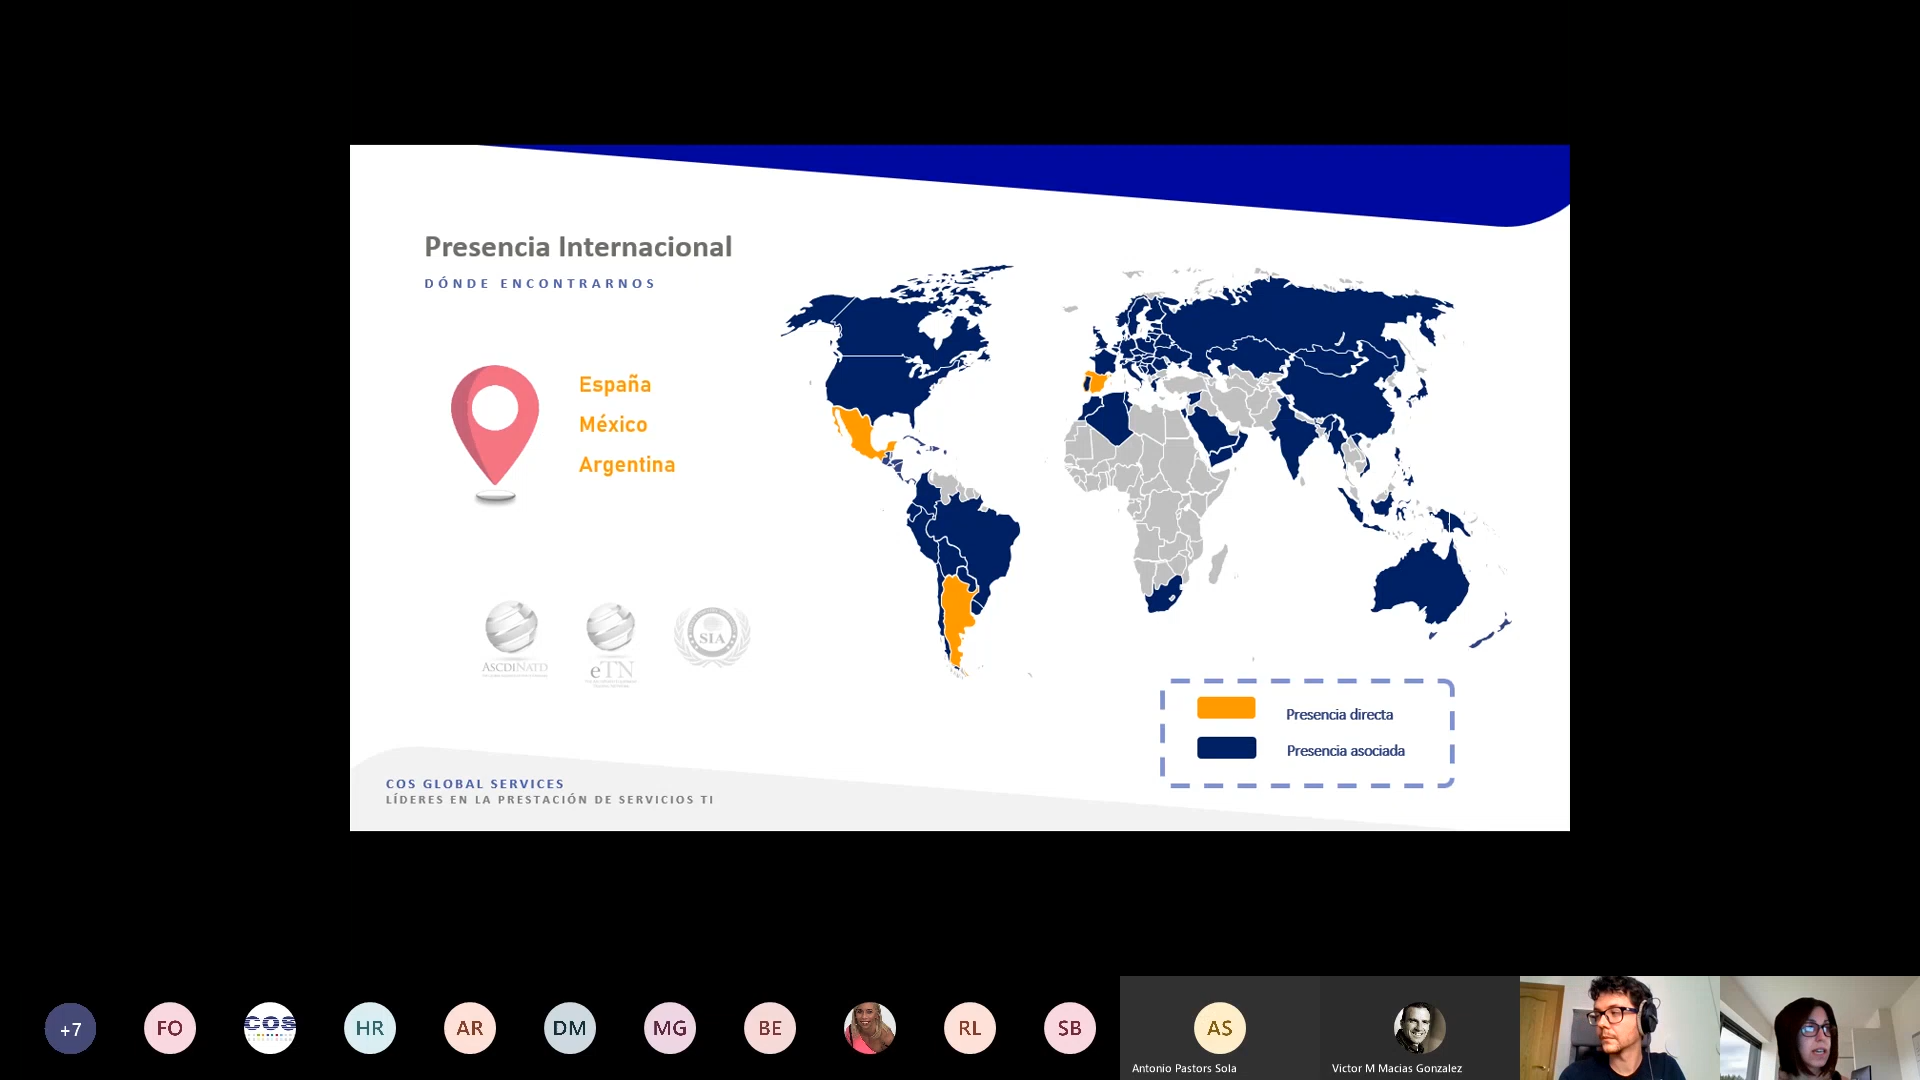 Presencia Internacional
DÓNDE ENCONTRARNOS
España
México
Argentina
ASCDINATD
eTN
SIA
Presencia directa
Presencia asociada
COS GLOBAL SERVICES
LÍDERES EN LA PRESTACIÓN DE SERVICIOS TI
+7
FO
COS
HR
AR
DM
MG
BE
RL
SB
AS
Antonio Pastors Sola
Victor M Macias Gonzalez